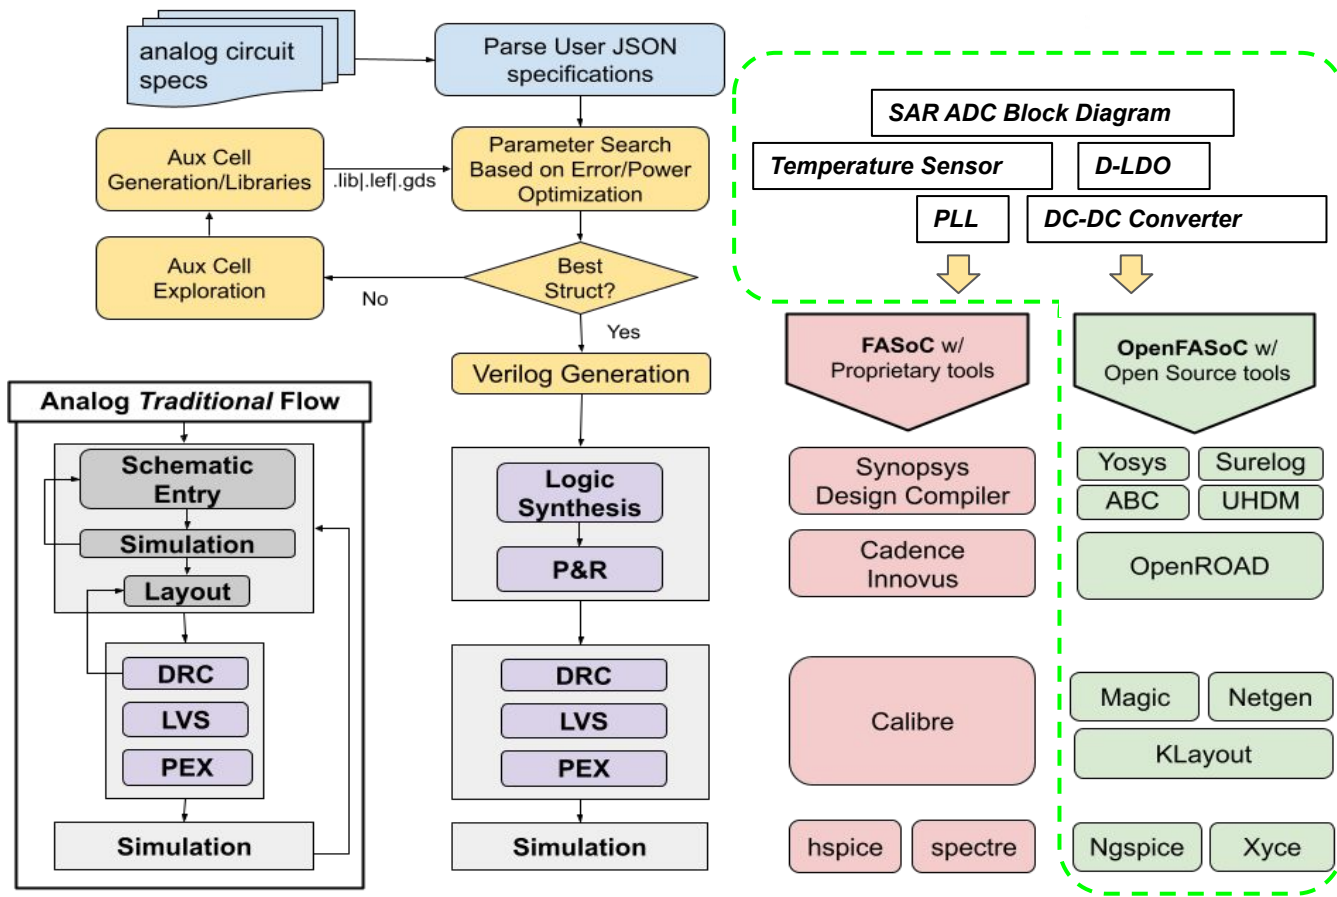 analog circuit
specs
Parse User JSON
specifications
Aux Cell
Generation/Libraries
.lib|.lef|.gds
Parameter Search
Based on Error/Power
Optimization
Aux Cell
Exploration
No
Best
Struct?
Yes
Verilog Generation
SAR ADC Block Diagram
Temperature Sensor
D-LDO
PLL
DC-DC Converter
FASoC w/
Proprietary tools
OpenFASoC w/
Open Source tools
Analog Traditional Flow
Schematic
Entry
Simulation
Layout
DRC
LVS
PEX
Simulation
Logic
Synthesis
P&R
DRC
LVS
PEX
Simulation
Synopsys
Design Compiler
Cadence
Innovus
Calibre
hspice
spectre
Yosys
Surelog
ABC
UHDM
OpenROAD
Magic
Netgen
KLayout
Ngspice
Xyce